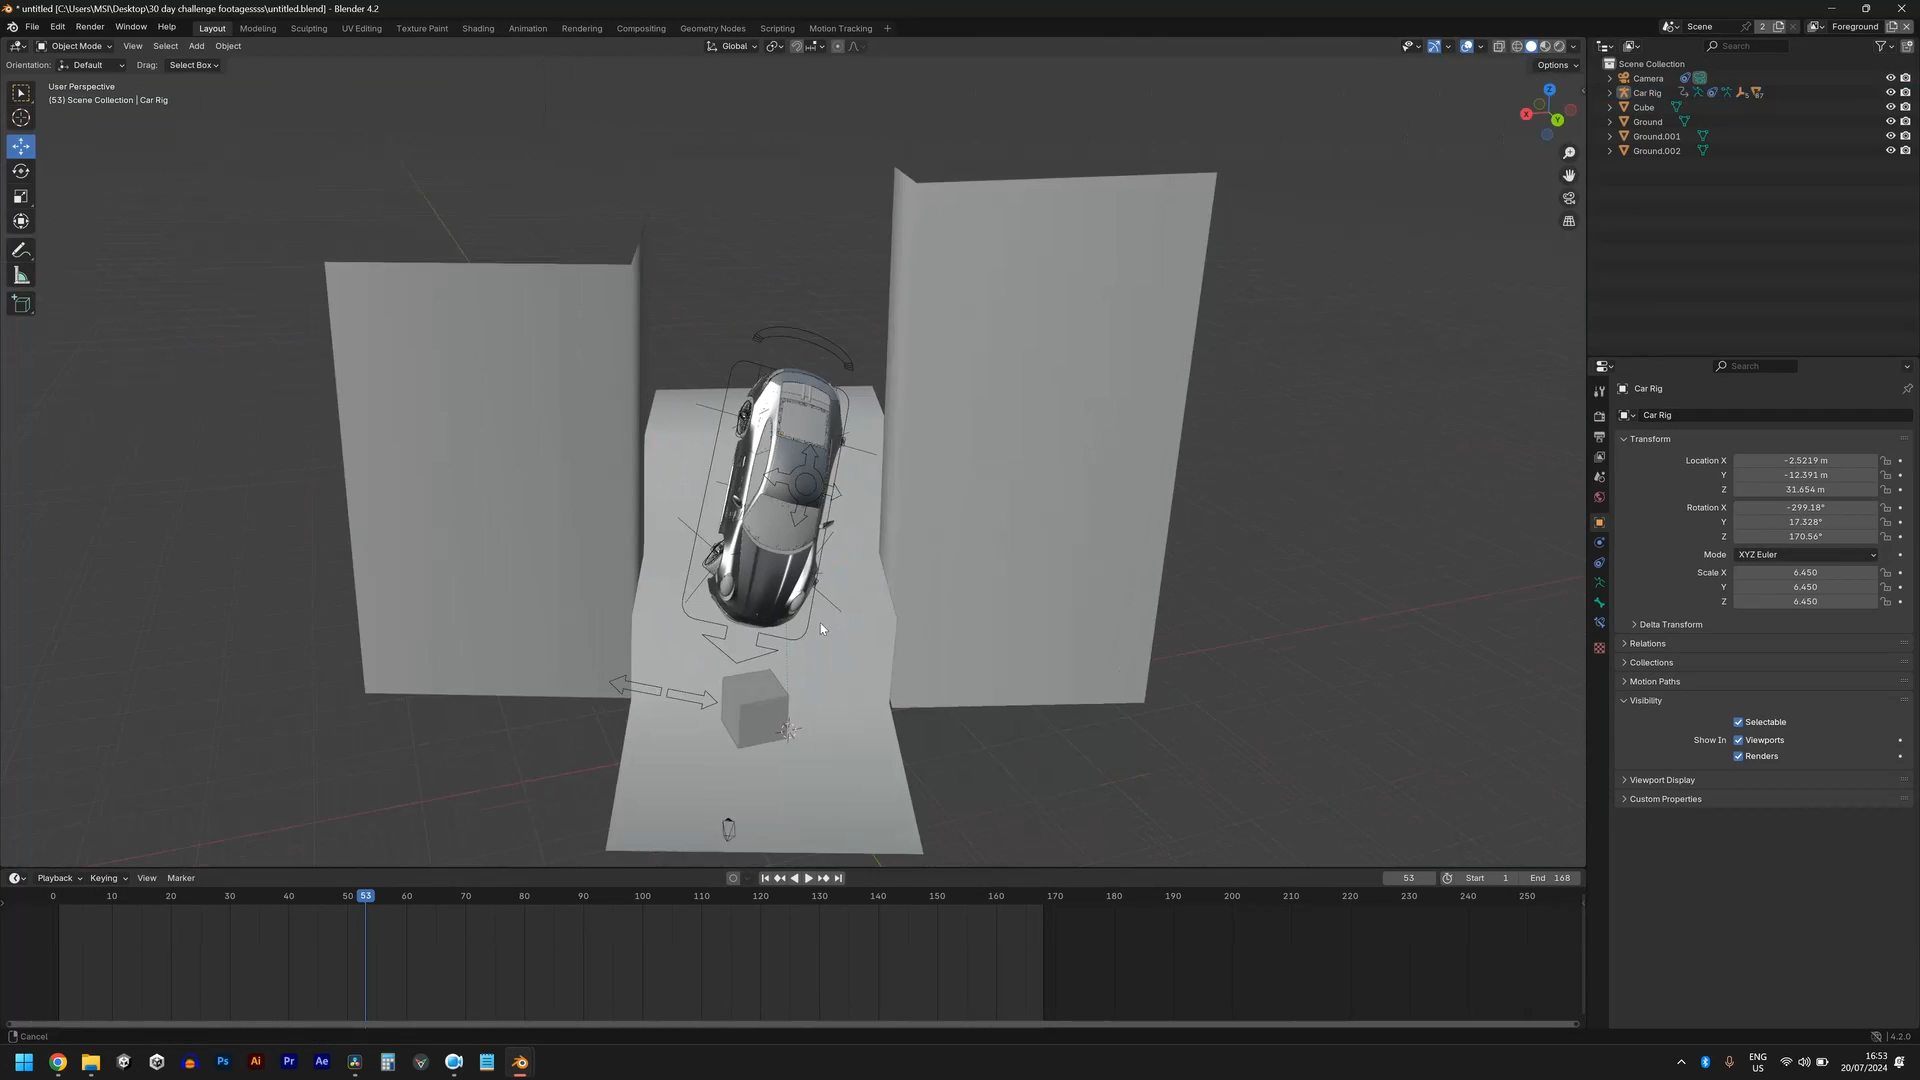 * untitled [C:\Users\MSI\Desktop\30 day challenge footagessss\untitled.blend] - Blender 4.2
File Edit Render Window Help Layout Modeling Sculpting UV Editing Texture Paint Shading Animation Rendering Compositing Geometry Nodes Scripting Motion Tracking + Scene 2 Foreground
Object Mode View Select Add Object Global Search
Orientation: Default Drag: Select Box Options
User Perspective
(53) Scene Collection | Car Rig
Z
X
Y
Scene Collection
Camera
Car Rig
Cube
Ground
Ground.001
Ground.002
Search
Car Rig
Car Rig
Transform
Location X -2.5219 m
Y -12.391 m
Z 31.654 m
Rotation X -299.18°
Y 17.328°
Z 170.56°
Mode XYZ Euler
Scale X 6.450
Y 6.450
Z 6.450
Delta Transform
Relations
Collections
Motion Paths
Visibility
Selectable
Show In Viewports
Renders
Viewport Display
Custom Properties
Playback Keying View Marker 53 Start 1 End 168
0 10 20 30 40 50 53 60 70 80 90 100 110 120 130 140 150 160 170 180 190 200 210 220 230 240 250
Cancel 4.2.0
Ps Ai Pr Ae
ENG
US
16:53
20/07/2024